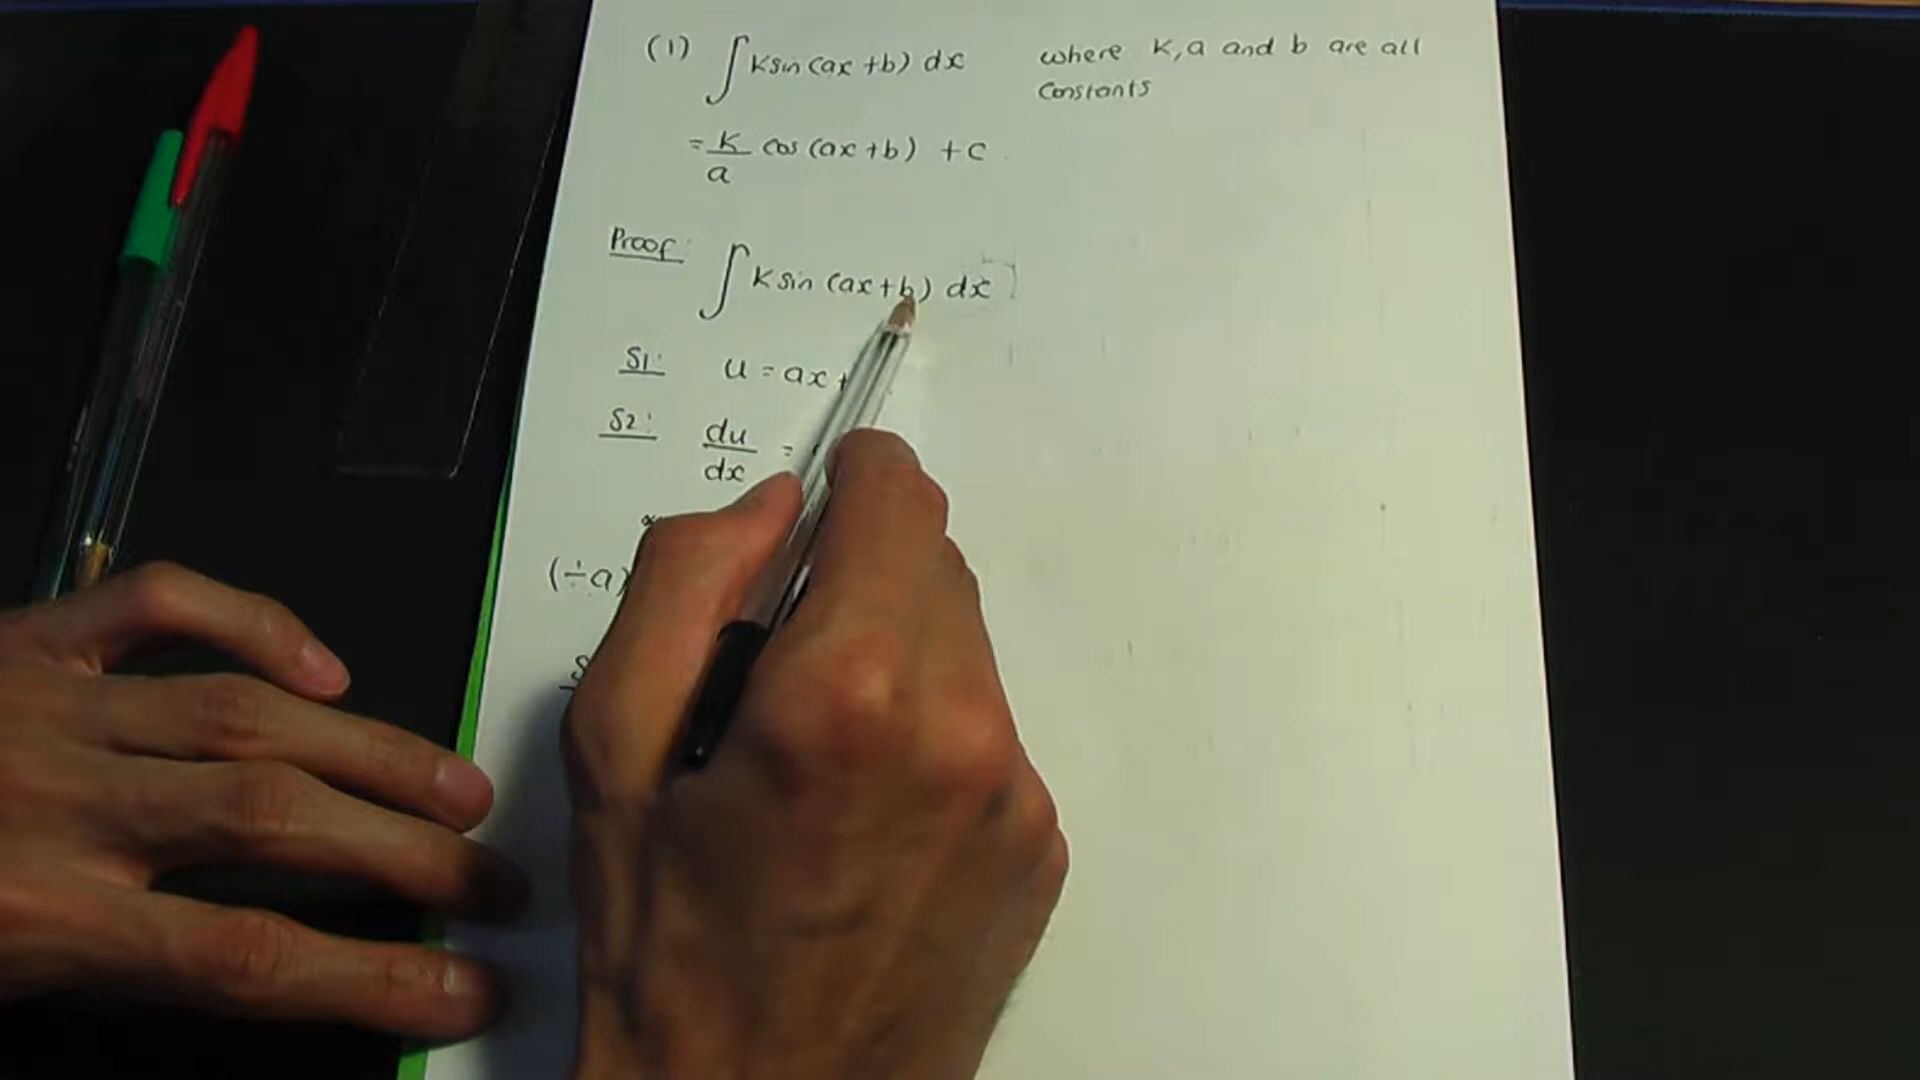 (1) ∫ K sin (ax + b) dx where K, a and b are all
Constants
= K/a cos (ax + b) + c
Proof: ∫ K sin (ax + b) dx
S1: u = ax +
S2: du/dx =
(÷a)
S